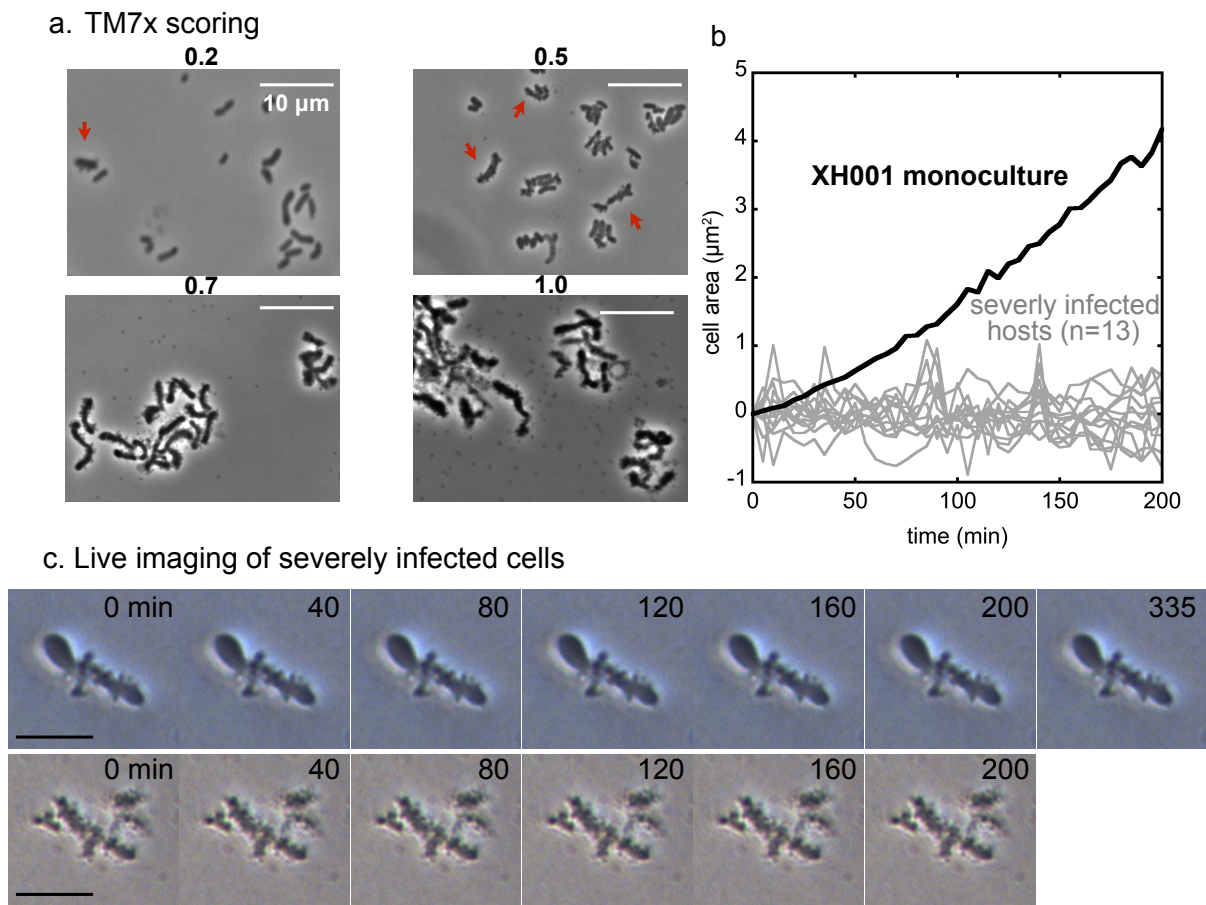 a. TM7x scoring
0.2
0.5
10 µm
0.7
1.0
b
5
4
3
2
1
0
-1
cell area (µm²)
XH001 monoculture
severly infected
hosts (n=13)
0
50
100
150
200
time (min)
c. Live imaging of severely infected cells
0 min
40
80
120
160
200
335
0 min
40
80
120
160
200